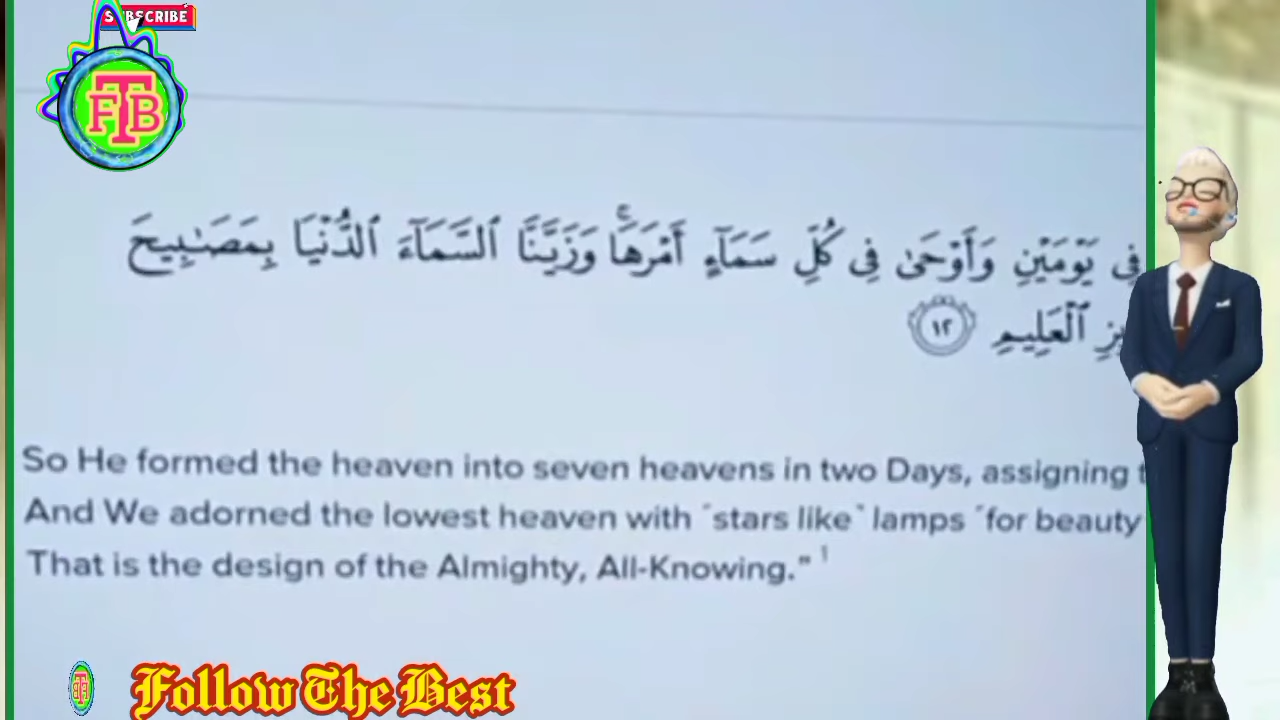 SUBSCRIBE
FTB
فِى يَوْمَيْنِ وَأَوْحَىٰ فِى كُلِّ سَمَآءٍ أَمْرَهَا ۚ وَزَيَّنَّا ٱلسَّمَآءَ ٱلدُّنْيَا بِمَصَـٰبِيحَ
ٱلْعَلِيمِ ١٢
So He formed the heaven into seven heavens in two Days, assigning
And We adorned the lowest heaven with ˹stars like˺ lamps ˹for beauty
That is the design of the Almighty, All-Knowing.” 1
Follow The Best